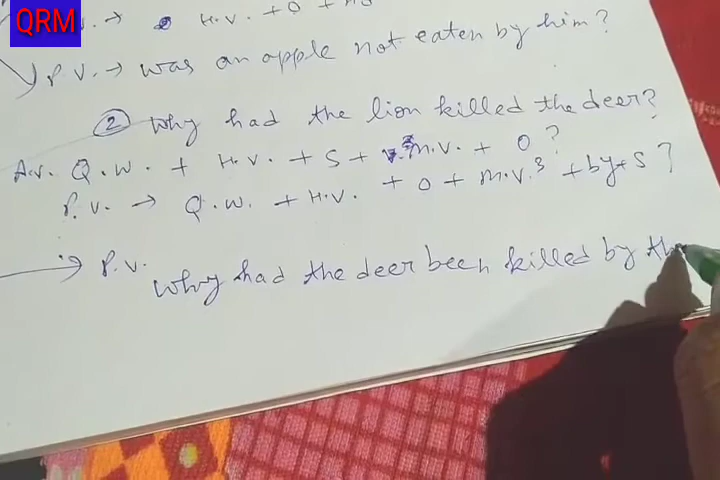 QRM
→ H.V. + O +
P.V. → was an apple not eaten by him?
② Why had the lion killed the deer?
A.V. Q.W. + H.V. + S + M.V. + O?
P.V. → Q.W. + H.V. + O + M.V.3 + by + S?
→ P.V. Why had the deer been killed by the